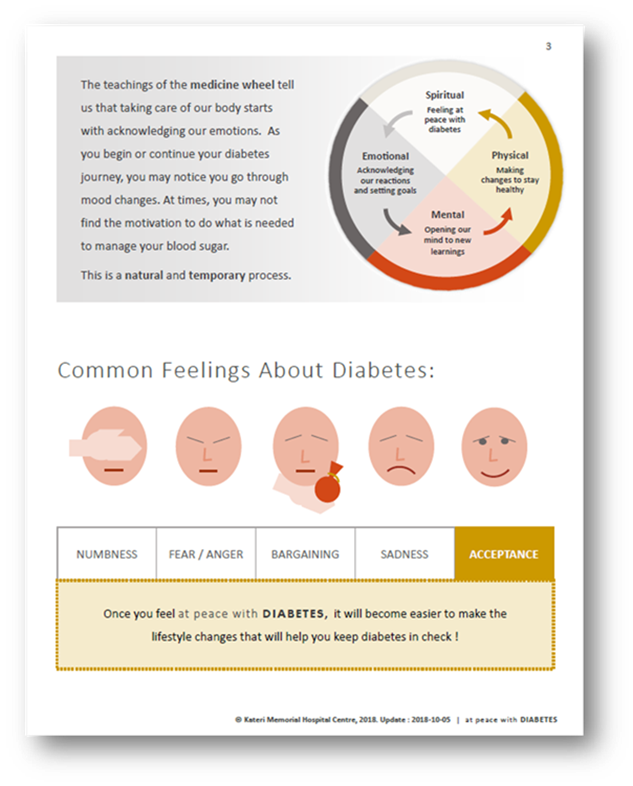 3
The teachings of the medicine wheel tell
us that taking care of our body starts
with acknowledging our emotions.  As
you begin or continue your diabetes
journey, you may notice you go through
mood changes. At times, you may not
find the motivation to do what is needed
to manage your blood sugar.
This is a natural and temporary process.
Spiritual
Feeling at
peace with
diabetes
Emotional
Acknowledging
our reactions
and setting goals
Physical
Making
changes to stay
healthy
Mental
Opening our
mind to new
learnings
Common Feelings About Diabetes:
NUMBNESS
FEAR / ANGER
BARGAINING
SADNESS
ACCEPTANCE
Once you feel at peace with DIABETES,  it will become easier to make the
lifestyle changes that will help you keep diabetes in check !
© Kateri Memorial Hospital Centre, 2018. Update : 2018-10-05  |  at peace with DIABETES